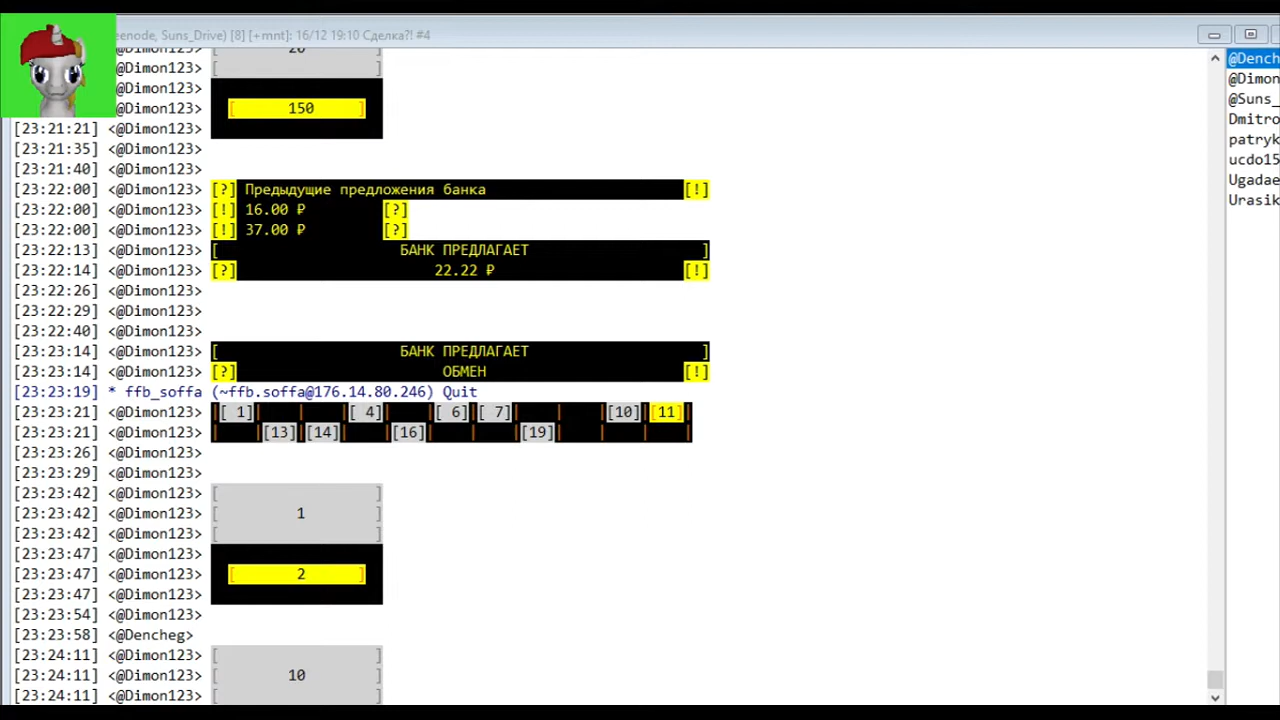 eenode, Suns_Drive) [8] [+mnt]: 16/12 19:10 Сделка?! #4
@Dench
@Dimon
@Suns_
Dmitro
patryk
ucdo15
Ugadae
Urasik
<@Dimon123> [ 20 ]
<@Dimon123> [ ]
<@Dimon123>
<@Dimon123> [ 150 ]
[23:21:21] <@Dimon123>
[23:21:35] <@Dimon123>
[23:21:40] <@Dimon123>
[23:22:00] <@Dimon123> [?] Предыдущие предложения банка [!]
[23:22:00] <@Dimon123> [!] 16.00 ₽ [?]
[23:22:00] <@Dimon123> [!] 37.00 ₽ [?]
[23:22:13] <@Dimon123> [ БАНК ПРЕДЛАГАЕТ ]
[23:22:14] <@Dimon123> [?] 22.22 ₽ [!]
[23:22:26] <@Dimon123>
[23:22:29] <@Dimon123>
[23:22:40] <@Dimon123>
[23:23:14] <@Dimon123> [ БАНК ПРЕДЛАГАЕТ ]
[23:23:14] <@Dimon123> [?] ОБМЕН [!]
[23:23:19] * ffb_soffa (~ffb.soffa@176.14.80.246) Quit
[23:23:21] <@Dimon123> |[ 1]| | |[ 4]| |[ 6]|[ 7]| | |[10]|[11]|
[23:23:21] <@Dimon123> | |[13]|[14]| |[16]| | |[19]| | | |
[23:23:26] <@Dimon123>
[23:23:29] <@Dimon123>
[23:23:42] <@Dimon123> [ ]
[23:23:42] <@Dimon123> [ 1 ]
[23:23:42] <@Dimon123> [ ]
[23:23:47] <@Dimon123>
[23:23:47] <@Dimon123> [ 2 ]
[23:23:47] <@Dimon123>
[23:23:54] <@Dimon123>
[23:23:58] <@Dencheg>
[23:24:11] <@Dimon123> [ ]
[23:24:11] <@Dimon123> [ 10 ]
[23:24:11] <@Dimon123> [ ]